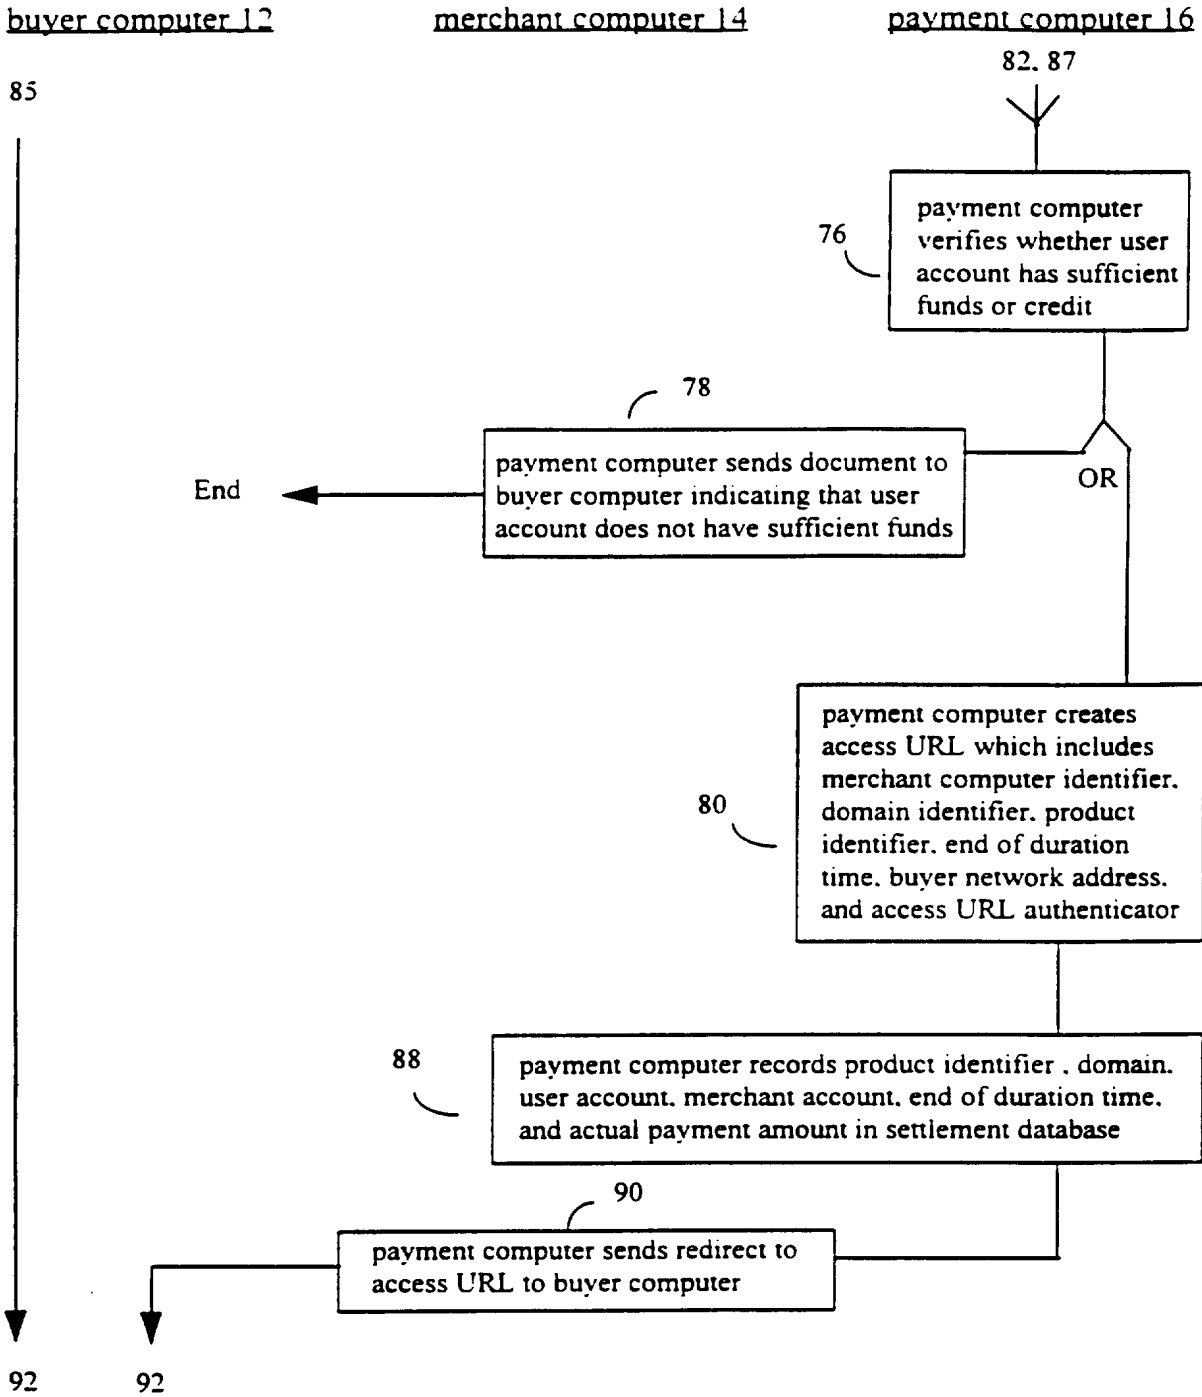 buyer computer 12 merchant computer 14 payment computer 16
82. 87
85
payment computer
verifies whether user
account has sufficient
funds or credit
76
78
payment computer sends document to
buyer computer indicating that user
account does not have sufficient funds
End
OR
payment computer creates
access URL which includes
merchant computer identifier.
domain identifier. product
identifier. end of duration
time. buyer network address.
and access URL authenticator
80
88
payment computer records product identifier . domain.
user account. merchant account. end of duration time.
and actual payment amount in settlement database
90
payment computer sends redirect to
access URL to buyer computer
92 92